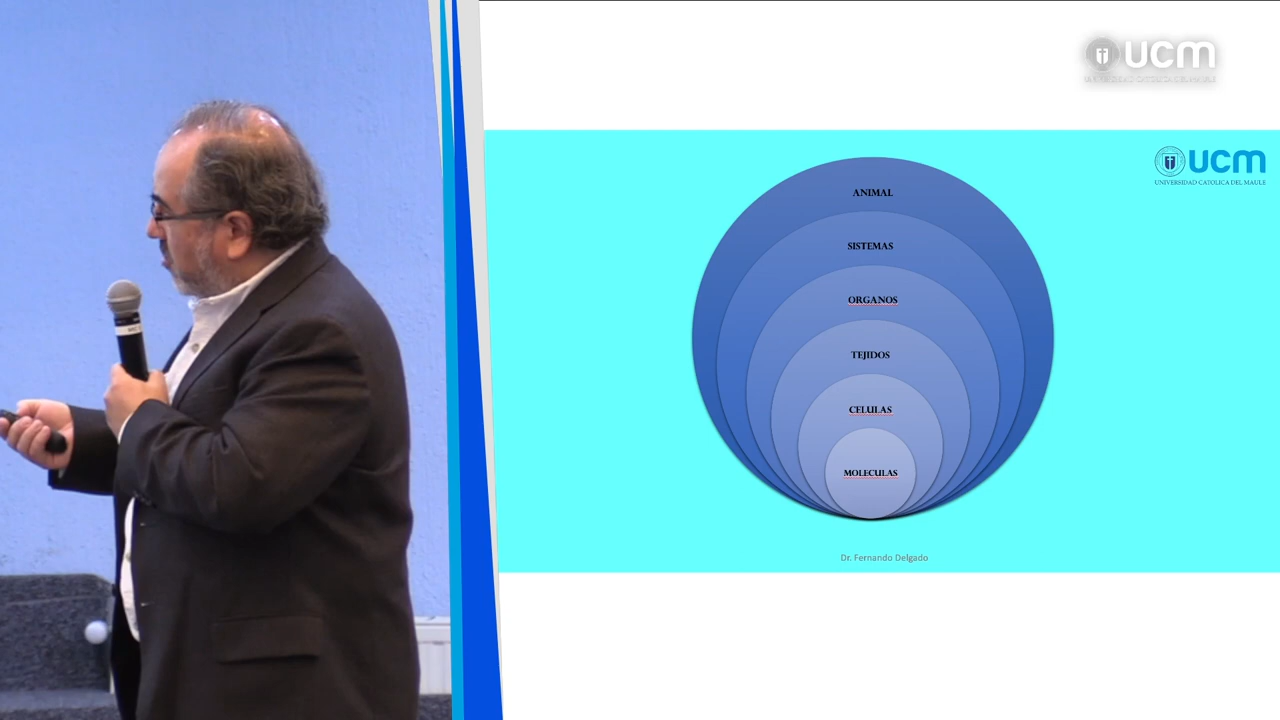 ucm
ucm
UNIVERSIDAD CATOLICA DEL MAULE
ANIMAL
SISTEMAS
ORGANOS
TEJIDOS
CELULAS
MOLECULAS
Dr. Fernando Delgado